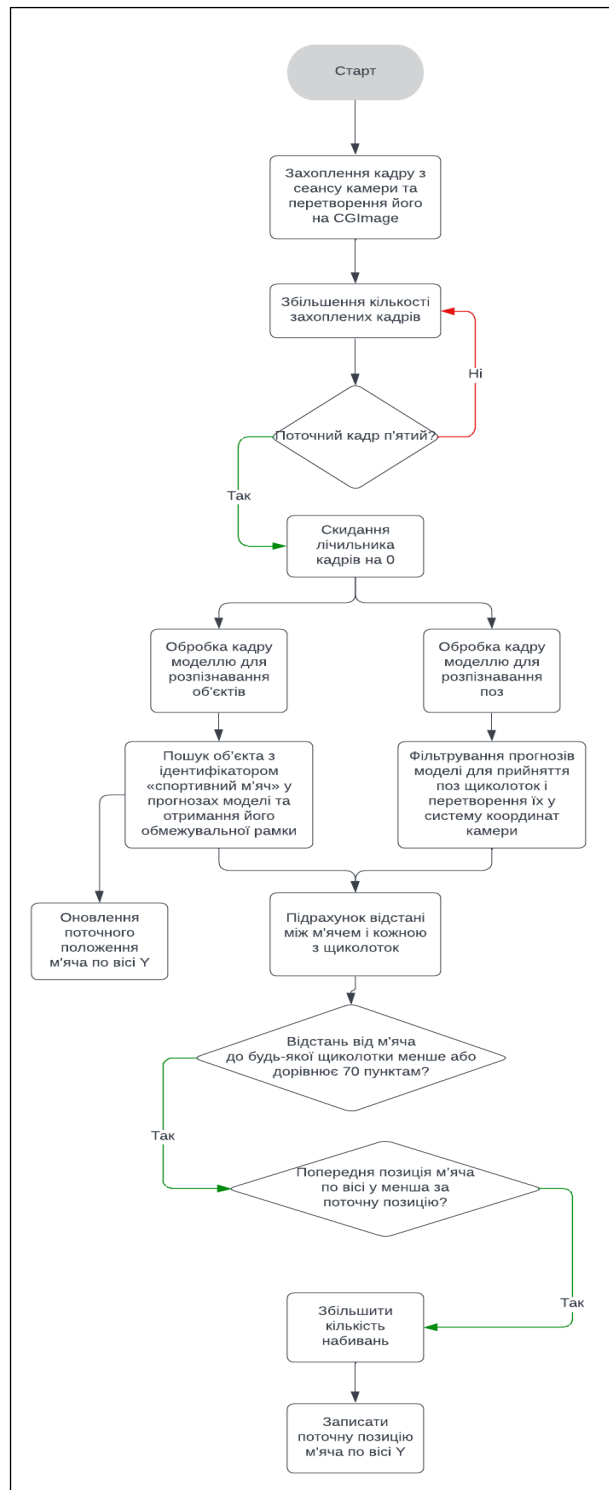 Старт
Захоплення кадру з
сеансу камери та
перетворення його
на CGImage
Збільшення кількості
захоплених кадрів
Ні
Поточний кадр п'ятий?
Так
Скидання
лічильника
кадрів на 0
Обробка кадру
моделлю для
розпізнавання
об'єктів
Обробка кадру
моделлю для
розпізнавання
поз
Пошук об'єкта з
ідентифікатором
«спортивний м'яч» у
прогнозах моделі та
отримання його
обмежувальної рамки
Фільтрування прогнозів
моделі для прийняття
поз щиколоток і
перетворення їх у
систему координат
камери
Оновлення
поточного
положення
м'яча по вісі Y
Підрахунок відстані
між м'ячем і кожною
з щиколоток
Відстань від м'яча
до будь-якої щиколотки менше або
дорівнює 70 пунктам?
Так
Попередня позиція м'яча
по вісі у менша за
поточну позицію?
Так
Збільшити
кількість
набивань
Записати
поточну позицію
м'яча по вісі Y